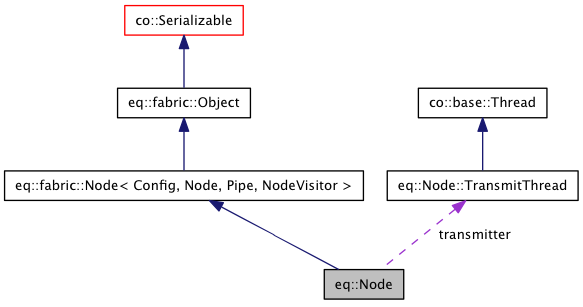 co::Serializable
eq::fabric::Object
co::base::Thread
eq::fabric::Node< Config, Node, Pipe, NodeVisitor >
eq::Node::TransmitThread
transmitter
eq::Node